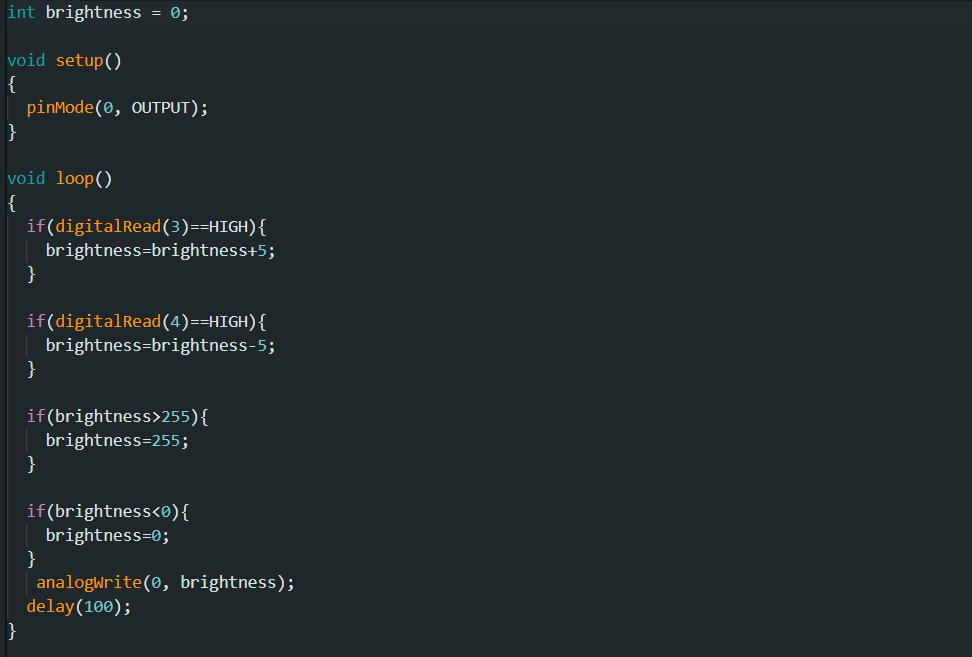 int brightness = 0;
void setup()
{
pinMode(0, OUTPUT);
}
void loop()
{
if(digitalRead(3)==HIGH){
brightness=brightness+5;
}
if(digitalRead(4)==HIGH){
brightness=brightness-5;
}
if(brightness>255){
brightness=255;
}
if(brightness<0){
brightness=0;
}
analogWrite(0, brightness);
delay(100);
}